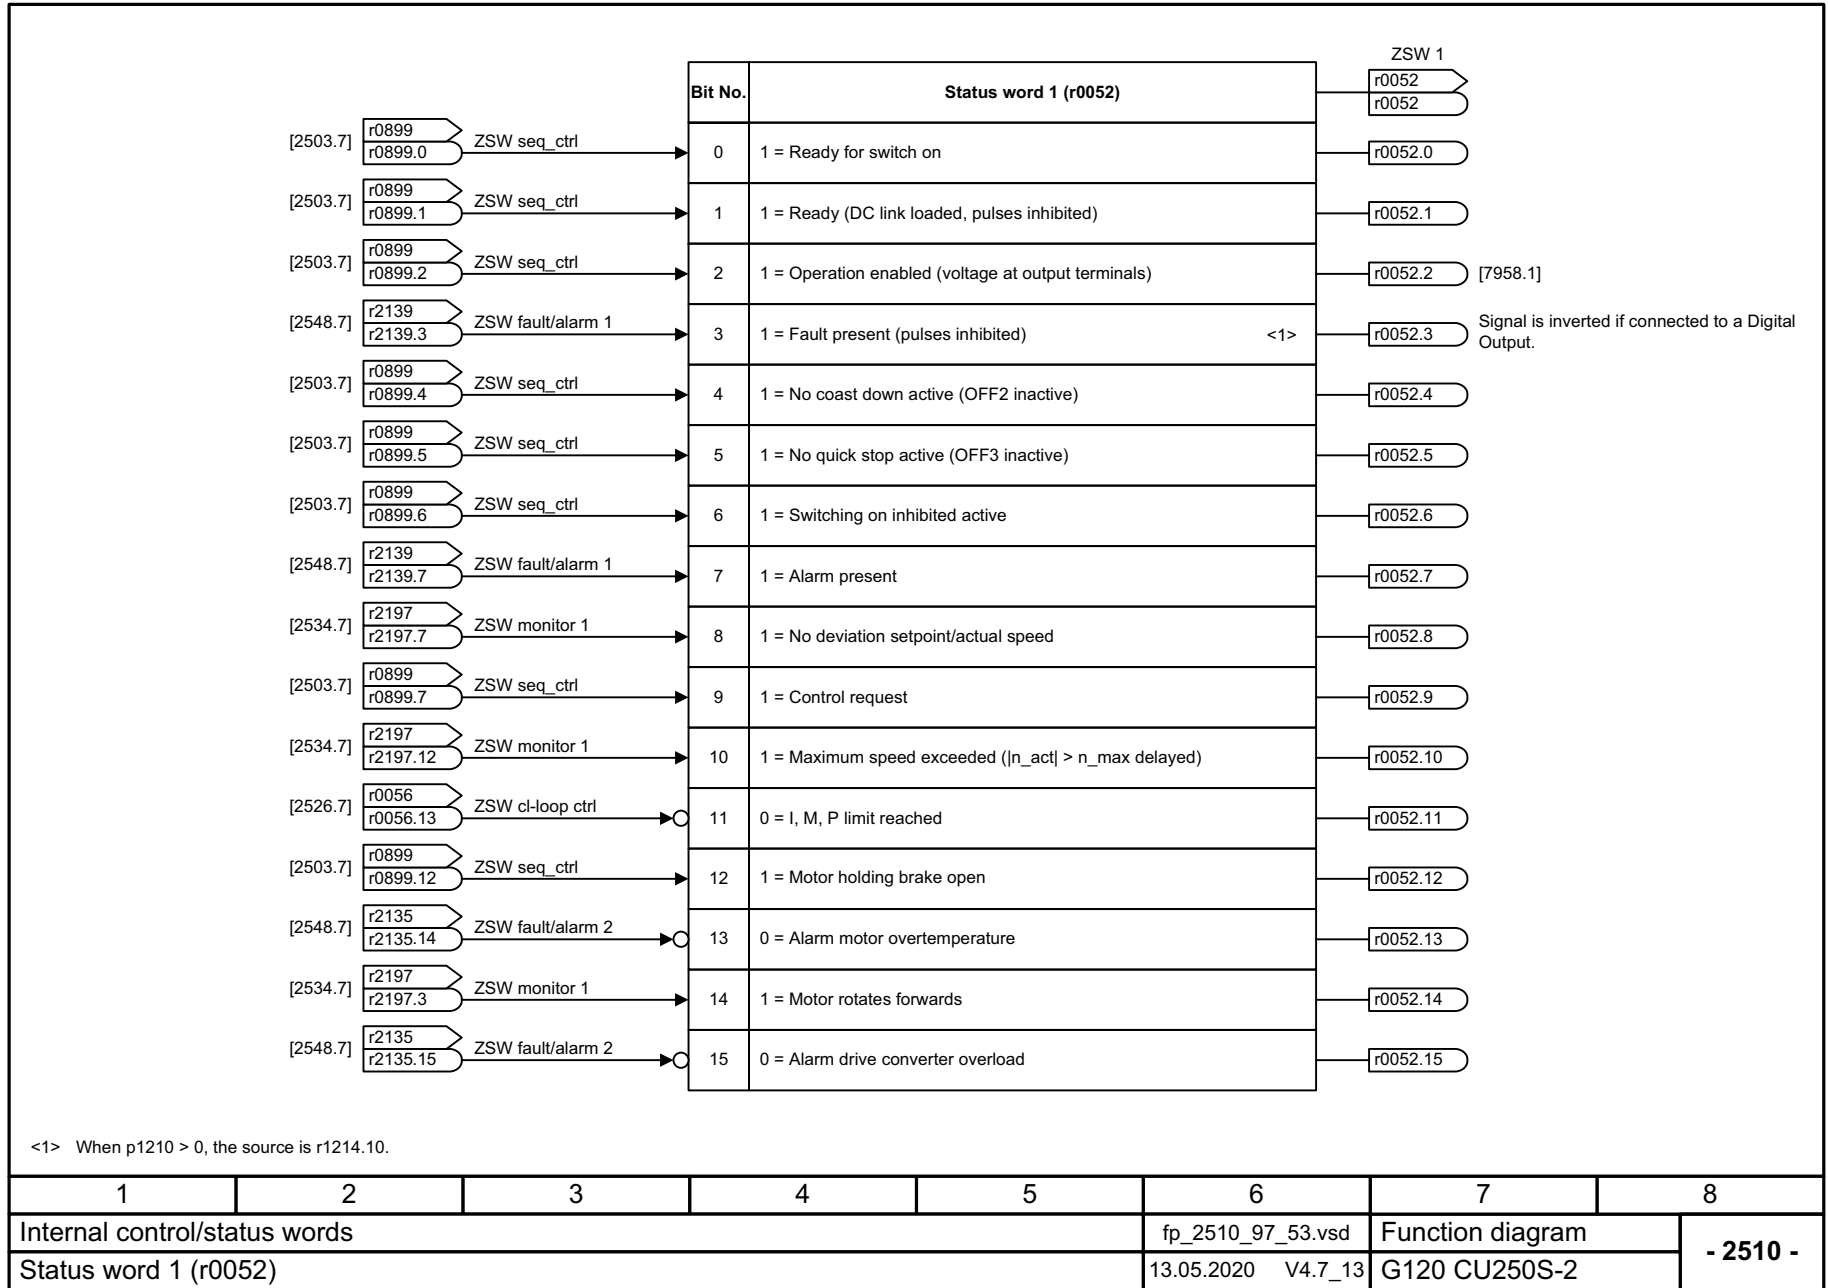 ZSW 1
Bit No. Status word 1 (r0052) r0052
r0052
r0899
[2503.7] r0899.0 ZSW seq_ctrl 0 1 = Ready for switch on r0052.0
r0899
[2503.7] r0899.1 ZSW seq_ctrl 1 1 = Ready (DC link loaded, pulses inhibited) r0052.1
r0899
[2503.7] r0899.2 ZSW seq_ctrl 2 1 = Operation enabled (voltage at output terminals) r0052.2 [7958.1]
r2139
[2548.7] r2139.3 ZSW fault/alarm 1 3 1 = Fault present (pulses inhibited) <1> r0052.3 Signal is inverted if connected to a Digital
Output.
r0899
[2503.7] r0899.4 ZSW seq_ctrl 4 1 = No coast down active (OFF2 inactive) r0052.4
r0899
[2503.7] r0899.5 ZSW seq_ctrl 5 1 = No quick stop active (OFF3 inactive) r0052.5
r0899
[2503.7] r0899.6 ZSW seq_ctrl 6 1 = Switching on inhibited active r0052.6
r2139
[2548.7] r2139.7 ZSW fault/alarm 1 7 1 = Alarm present r0052.7
r2197
[2534.7] r2197.7 ZSW monitor 1 8 1 = No deviation setpoint/actual speed r0052.8
r0899
[2503.7] r0899.7 ZSW seq_ctrl 9 1 = Control request r0052.9
r2197
[2534.7] r2197.12 ZSW monitor 1 10 1 = Maximum speed exceeded (|n_act| > n_max delayed) r0052.10
r0056
[2526.7] r0056.13 ZSW cl-loop ctrl 11 0 = I, M, P limit reached r0052.11
r0899
[2503.7] r0899.12 ZSW seq_ctrl 12 1 = Motor holding brake open r0052.12
r2135
[2548.7] r2135.14 ZSW fault/alarm 2 13 0 = Alarm motor overtemperature r0052.13
r2197
[2534.7] r2197.3 ZSW monitor 1 14 1 = Motor rotates forwards r0052.14
r2135
[2548.7] r2135.15 ZSW fault/alarm 2 15 0 = Alarm drive converter overload r0052.15
<1> When p1210 > 0, the source is r1214.10.
1 2 3 4 5 6 7 8
Internal control/status words fp_2510_97_53.vsd Function diagram - 2510 -
Status word 1 (r0052) 13.05.2020 V4.7_13 G120 CU250S-2